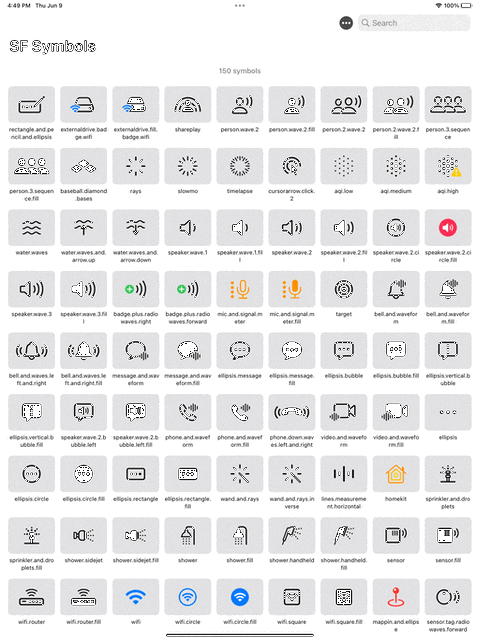 4:49 PM Thu Jun 9
100%
Search
SF Symbols
150 symbols
rectangle.and.pe
ncil.and.ellipsis
externaldrive.bad
ge.wifi
externaldrive.fill.
badge.wifi
shareplay
person.wave.2
person.wave.2.fill
person.2.wave.2
person.2.wave.2.f
ill
person.3.sequence
person.3.sequence.fill
baseball.diamond
.bases
rays
slowmo
timelapse
cursorarrow.click.
2
aqi.low
aqi.medium
aqi.high
water.waves
water.waves.and.
arrow.up
water.waves.and.
arrow.down
speaker.wave.1
speaker.wave.1.fil
l
speaker.wave.2
speaker.wave.2.fil
l
speaker.wave.2.ci
rcle
speaker.wave.2.ci
rcle.fill
speaker.wave.3
speaker.wave.3.fil
l
badge.plus.radio
waves.right
badge.plus.radio
waves.forward
mic.and.signal.m
eter
mic.and.signal.m
eter.fill
target
bell.and.waveform
bell.and.waveform.fill
bell.and.waves.le
ft.and.right
bell.and.waves.le
ft.and.right.fill
message.and.wav
eform
message.and.wav
eform.fill
ellipsis.message
ellipsis.message.
fill
ellipsis.bubble
ellipsis.bubble.fill
ellipsis.vertical.b
ubble
ellipsis.vertical.b
ubble.fill
speaker.wave.2.b
ubble.left
speaker.wave.2.b
ubble.left.fill
phone.and.wavef
orm
phone.and.wavef
orm.fill
phone.down.wav
es.left.and.right
video.and.wavefo
rm
video.and.wavefo
rm.fill
ellipsis
ellipsis.circle
ellipsis.circle.fill
ellipsis.rectangle
ellipsis.rectangle.
fill
wand.and.rays
wand.and.rays.in
verse
lines.measureme
nt.horizontal
homekit
sprinkler.and.dro
plets
sprinkler.and.dro
plets.fill
shower.sidejet
shower.sidejet.fill
shower
shower.fill
shower.handheld
shower.handheld.
fill
sensor
sensor.fill
wifi.router
wifi.router.fill
wifi
wifi.circle
wifi.circle.fill
wifi.square
wifi.square.fill
mappin.and.ellips
e
sensor.tag.radio
waves.forward